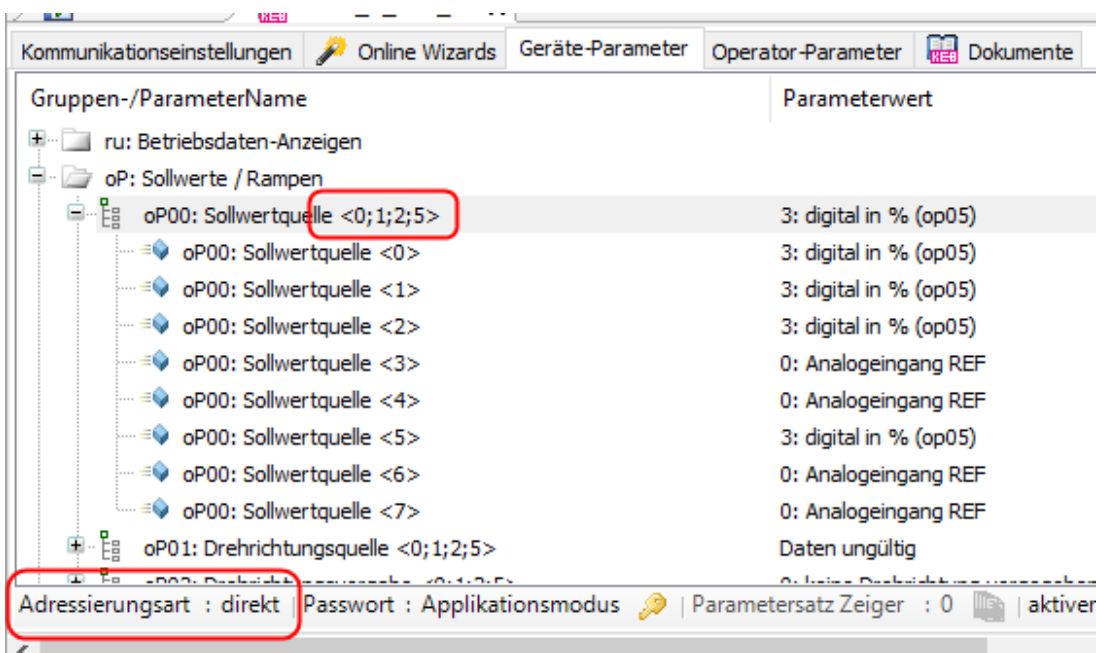 Kommunikationseinstellungen Online Wizards Geräte-Parameter Operator-Parameter KEB Dokumente
Gruppen-/ParameterName Parameterwert
ru: Betriebsdaten-Anzeigen
oP: Sollwerte / Rampen
oP00: Sollwertquelle <0;1;2;5> 3: digital in % (op05)
oP00: Sollwertquelle <0> 3: digital in % (op05)
oP00: Sollwertquelle <1> 3: digital in % (op05)
oP00: Sollwertquelle <2> 3: digital in % (op05)
oP00: Sollwertquelle <3> 0: Analogeingang REF
oP00: Sollwertquelle <4> 0: Analogeingang REF
oP00: Sollwertquelle <5> 3: digital in % (op05)
oP00: Sollwertquelle <6> 0: Analogeingang REF
oP00: Sollwertquelle <7> 0: Analogeingang REF
oP01: Drehrichtungsquelle <0;1;2;5> Daten ungültig
Adressierungsart : direkt | Passwort : Applikationsmodus | Parametersatz Zeiger : 0 | aktiver